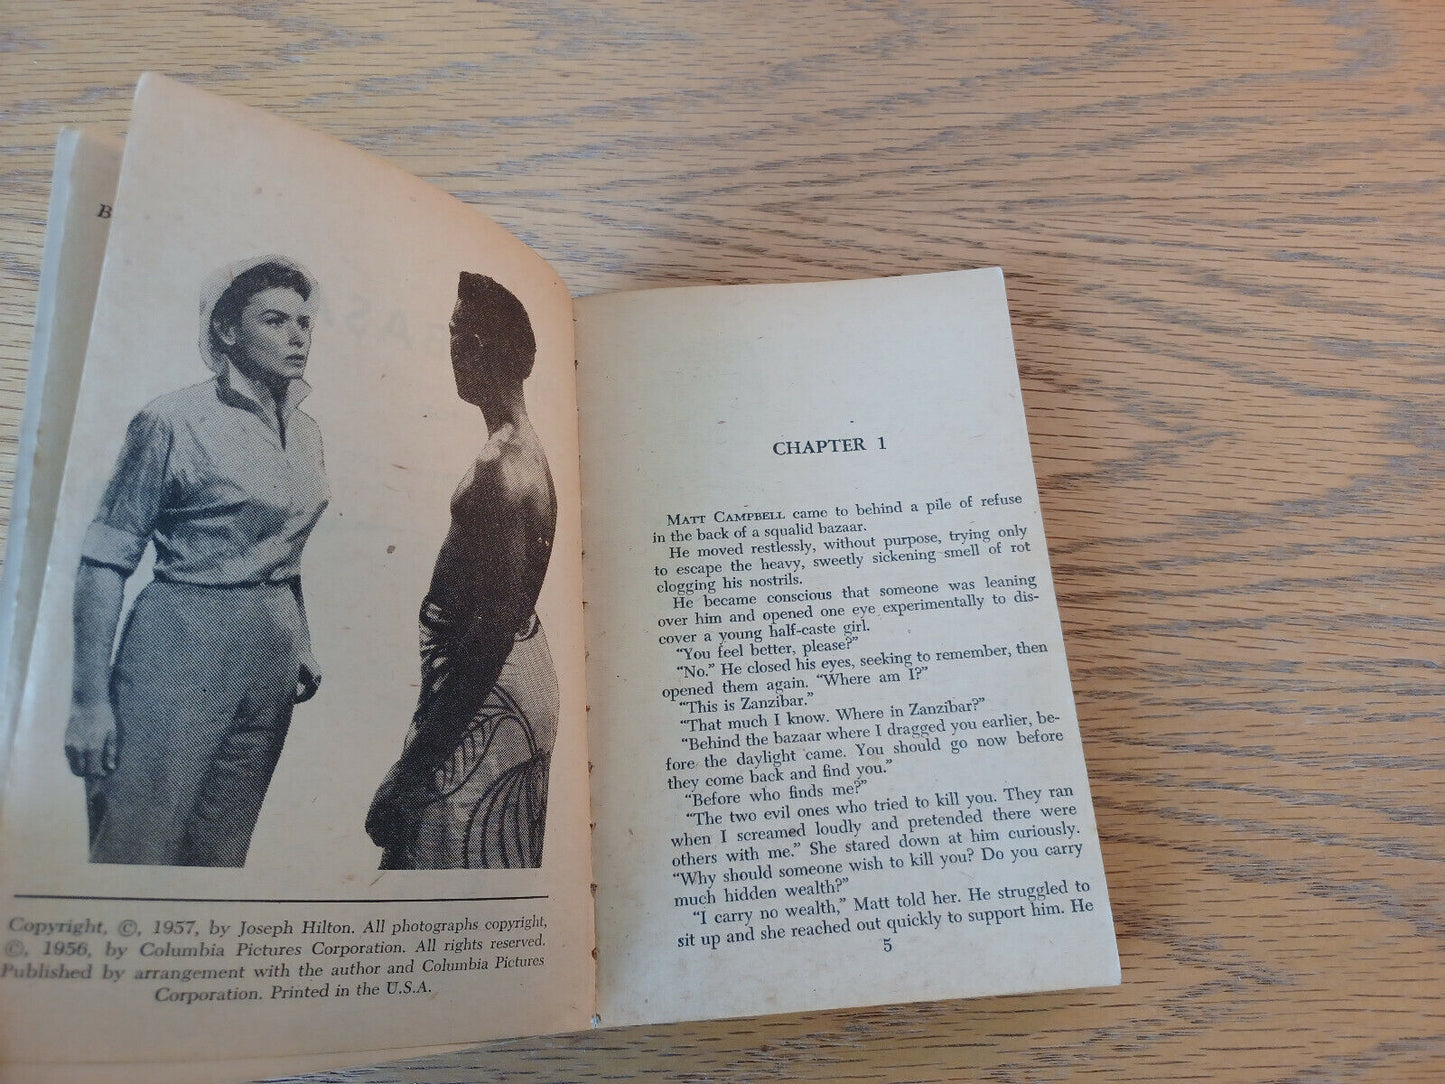 B
Copyright, ©, 1957, by Joseph Hilton. All photographs copyright,
©, 1956, by Columbia Pictures Corporation. All rights reserved.
Published by arrangement with the author and Columbia Pictures
Corporation. Printed in the U.S.A.
CHAPTER 1
MATT CAMPBELL came to behind a pile of refuse
in the back of a squalid bazaar.
He moved restlessly, without purpose, trying only
to escape the heavy, sweetly sickening smell of rot
clogging his nostrils.
He became conscious that someone was leaning
over him and opened one eye experimentally to dis-
cover a young half-caste girl.
“You feel better, please?”
“No.” He closed his eyes, seeking to remember, then
opened them again. “Where am I?”
“This is Zanzibar.”
“That much I know. Where in Zanzibar?”
“Behind the bazaar where I dragged you earlier, be-
fore the daylight came. You should go now before
they come back and find you.”
“Before who finds me?”
“The two evil ones who tried to kill you. They ran
when I screamed loudly and pretended there were
others with me.” She stared down at him curiously.
“Why should someone wish to kill you? Do you carry
much hidden wealth?”
“I carry no wealth,” Matt told her. He struggled to
sit up and she reached out quickly to support him. He
5